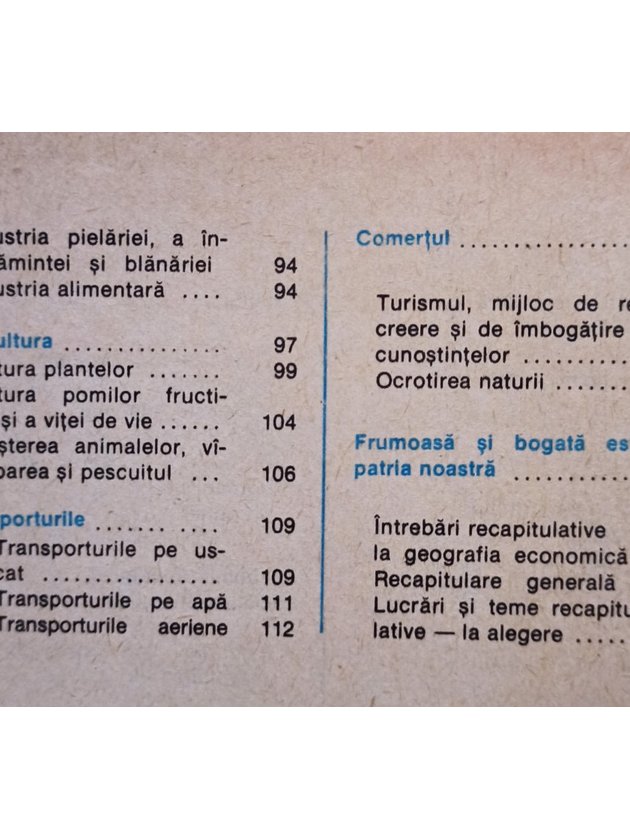 ustria pielăriei, a în-
ămintei și blănăriei 94
ustria alimentară .... 94
ultura ................ 97
tura plantelor ....... 99
tura pomilor fructi-
și a viței de vie ...... 104
șterea animalelor, vî-
oarea și pescuitul ... 106
porturile ...... .... 109
Transporturile pe us-
cat .................. 109
Transporturile pe apă 111
Transporturile aeriene 112
Comerțul ....................
Turismul, mijloc de re
creere și de îmbogățire
cunoștințelor ............
Ocrotirea naturii .........
Frumoasă și bogată es
patria noastră .............
Întrebări recapitulative
la geografia economică
Recapitulare generală
Lucrări și teme recapitu
lative — la alegere ......